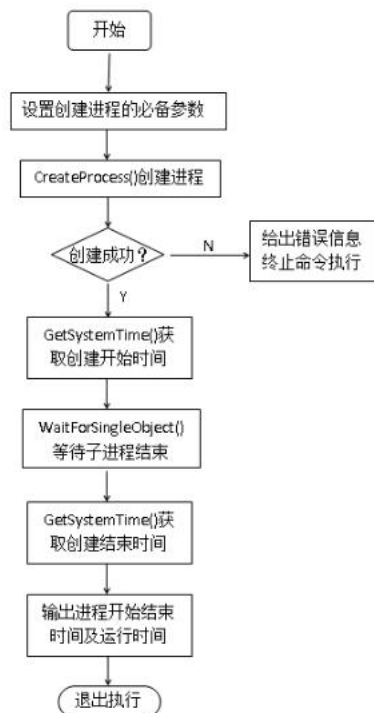 开始
设置创建进程的必备参数
CreateProcess()创建进程
创建成功？
N
给出错误信息
终止命令执行
Y
GetSystemTime()获
取创建开始时间
WaitForSingleObject()
等待子进程结束
GetSystemTime()获
取创建结束时间
输出进程开始结束
时间及运行时间
退出执行